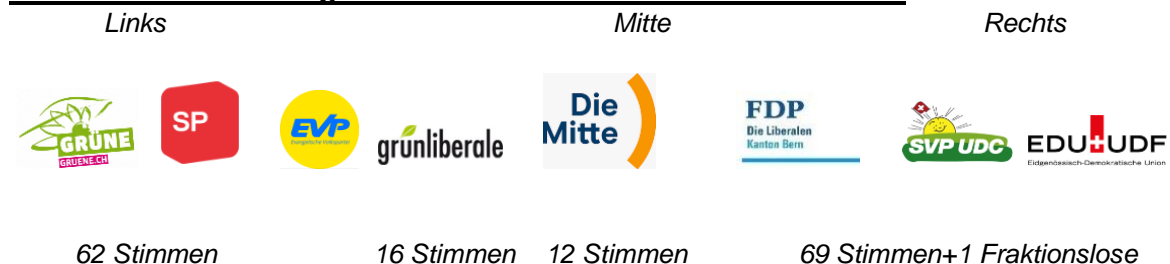 Links Mitte Rechts
GRÜNE
GRUENE.CH
SP
EVP
Evangelische Volkspartei
grünliberale
Die
Mitte
FDP
Die Liberalen
Kanton Bern
SVP UDC
EDU UDF
Eidgenössisch-Demokratische Union
62 Stimmen 16 Stimmen 12 Stimmen 69 Stimmen+1 Fraktionslose